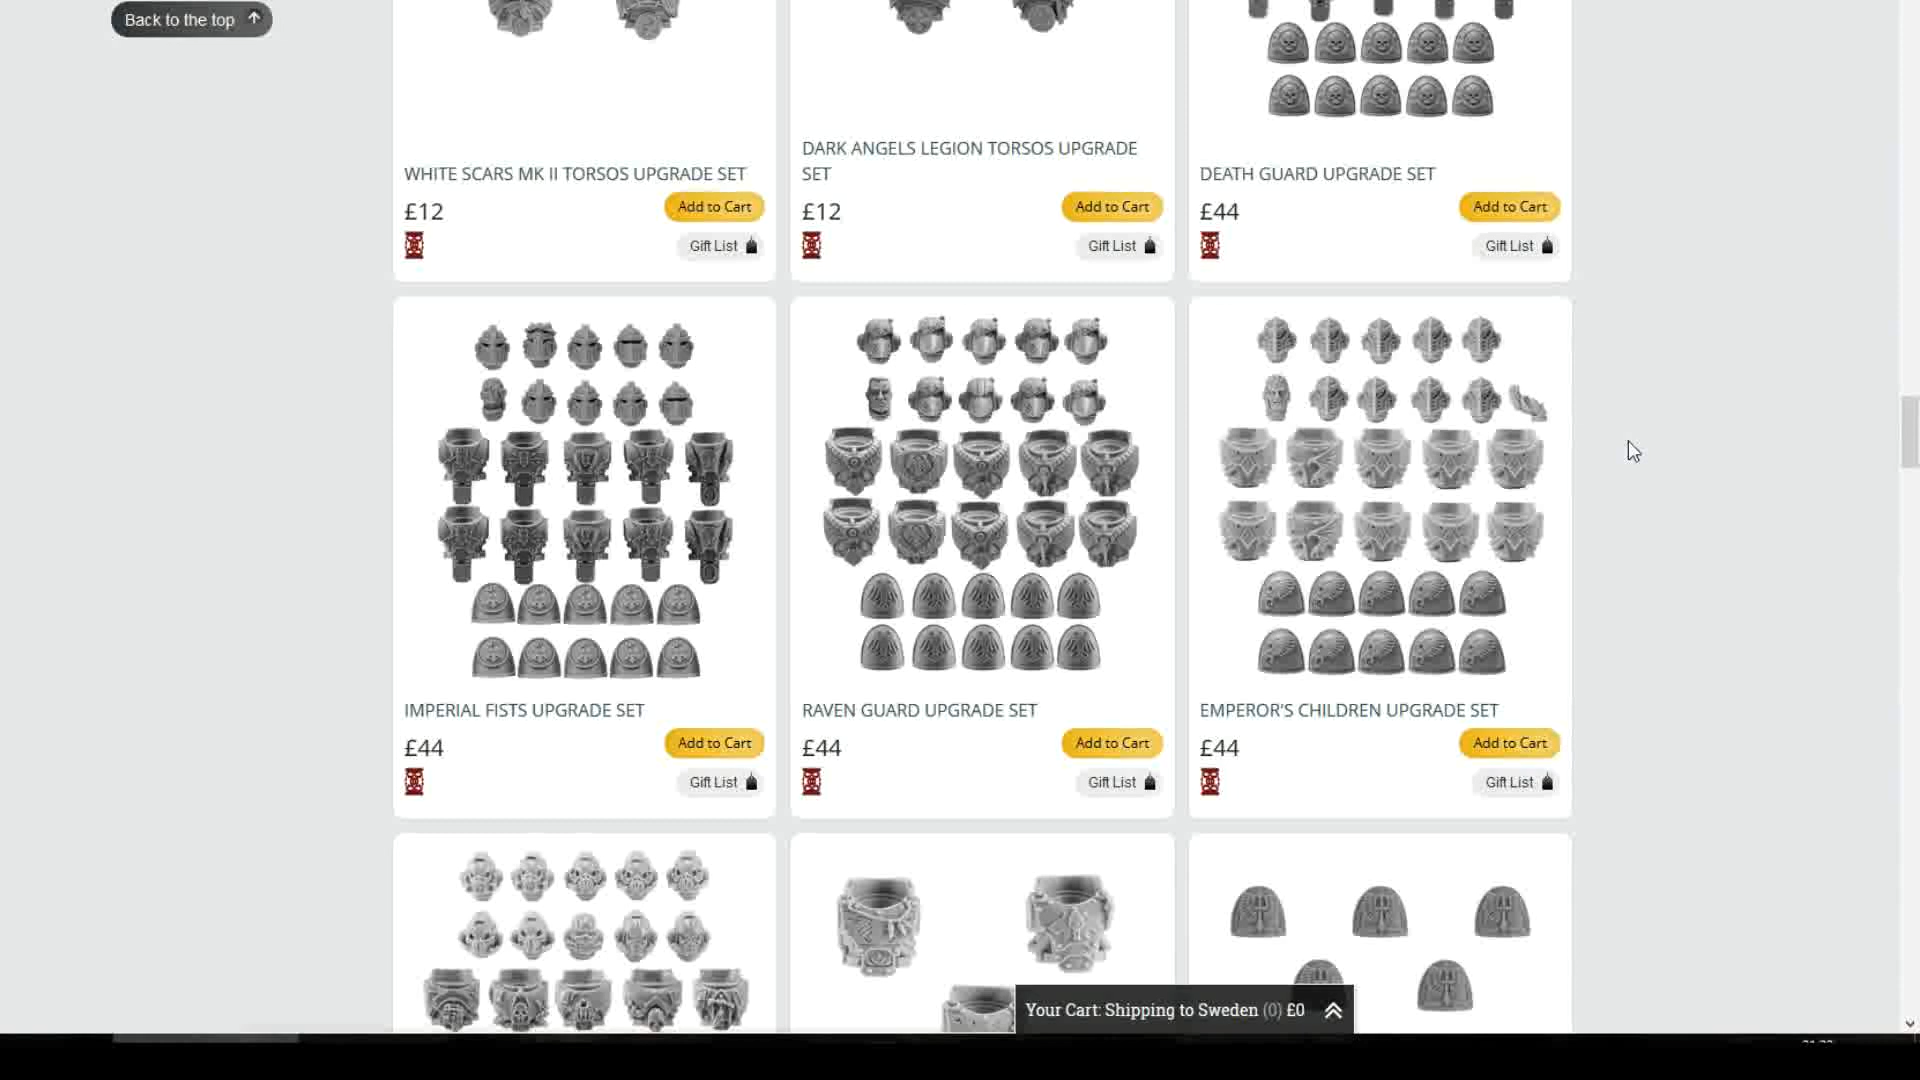 Back to the top
WHITE SCARS MK II TORSOS UPGRADE SET
£12
Add to Cart
Gift List
DARK ANGELS LEGION TORSOS UPGRADE
SET
£12
Add to Cart
Gift List
DEATH GUARD UPGRADE SET
£44
Add to Cart
Gift List
IMPERIAL FISTS UPGRADE SET
£44
Add to Cart
Gift List
RAVEN GUARD UPGRADE SET
£44
Add to Cart
Gift List
EMPEROR'S CHILDREN UPGRADE SET
£44
Add to Cart
Gift List
Your Cart: Shipping to Sweden (0) £0